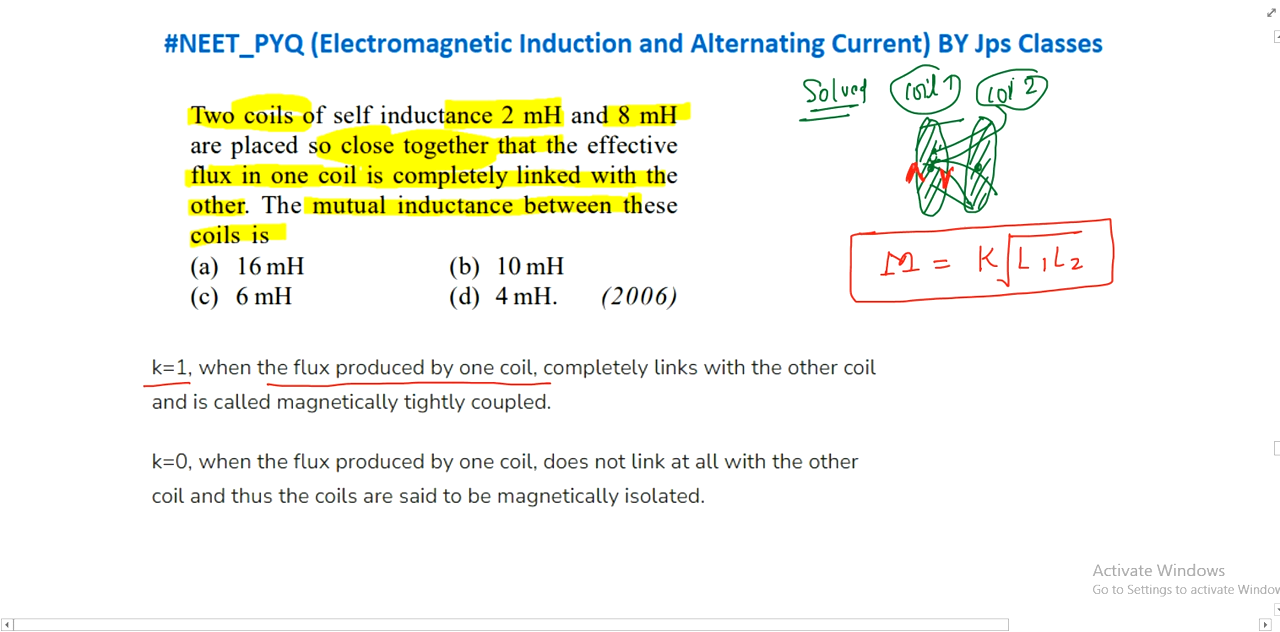 #NEET_PYQ (Electromagnetic Induction and Alternating Current) BY Jps Classes
Solved coil 1 coil 2
Two coils of self inductance 2 mH and 8 mH
are placed so close together that the effective
flux in one coil is completely linked with the
other. The mutual inductance between these
coils is
(a) 16 mH (b) 10 mH
(c) 6 mH (d) 4 mH. (2006)
M = K√L1L2
k=1, when the flux produced by one coil, completely links with the other coil
and is called magnetically tightly coupled.
k=0, when the flux produced by one coil, does not link at all with the other
coil and thus the coils are said to be magnetically isolated.
Activate Windows
Go to Settings to activate Window